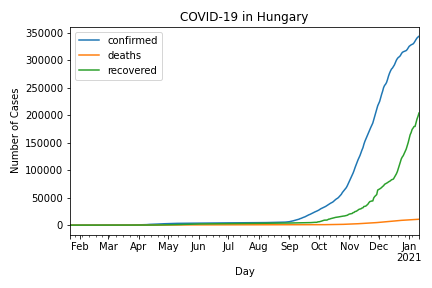 COVID-19 in Hungary
confirmed
deaths
recovered
350000
300000
250000
200000
150000
100000
50000
0
Number of Cases
Feb Mar Apr May Jun Jul Aug Sep Oct Nov Dec Jan
2021
Day